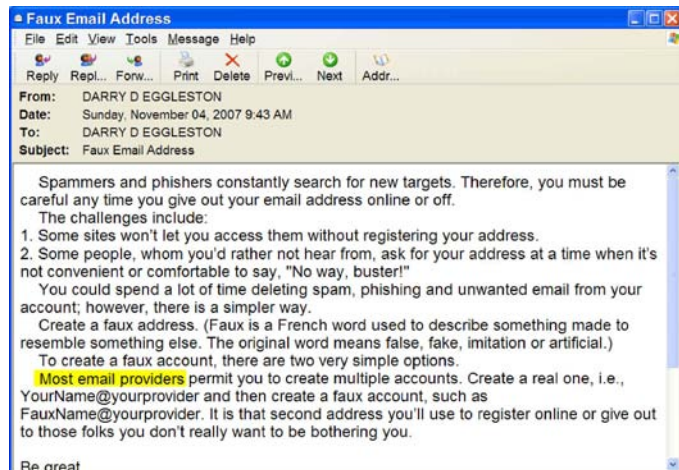 Faux Email Address
File Edit View Tools Message Help
Reply Repl... Forw... Print Delete Previ... Next Addr...
From: DARRY D EGGLESTON
Date: Sunday, November 04, 2007 9:43 AM
To: DARRY D EGGLESTON
Subject: Faux Email Address
Spammers and phishers constantly search for new targets. Therefore, you must be
careful any time you give out your email address online or off.
The challenges include:
1. Some sites won't let you access them without registering your address.
2. Some people, whom you'd rather not hear from, ask for your address at a time when it's
not convenient or comfortable to say, "No way, buster!"
You could spend a lot of time deleting spam, phishing and unwanted email from your
account; however, there is a simpler way.
Create a faux address. (Faux is a French word used to describe something made to
resemble something else. The original word means false, fake, imitation or artificial.)
To create a faux account, there are two very simple options.
Most email providers permit you to create multiple accounts. Create a real one, i.e.,
YourName@yourprovider and then create a faux account, such as
FauxName@yourprovider. It is that second address you'll use to register online or give out
to those folks you don't really want to be bothering you.
Be great